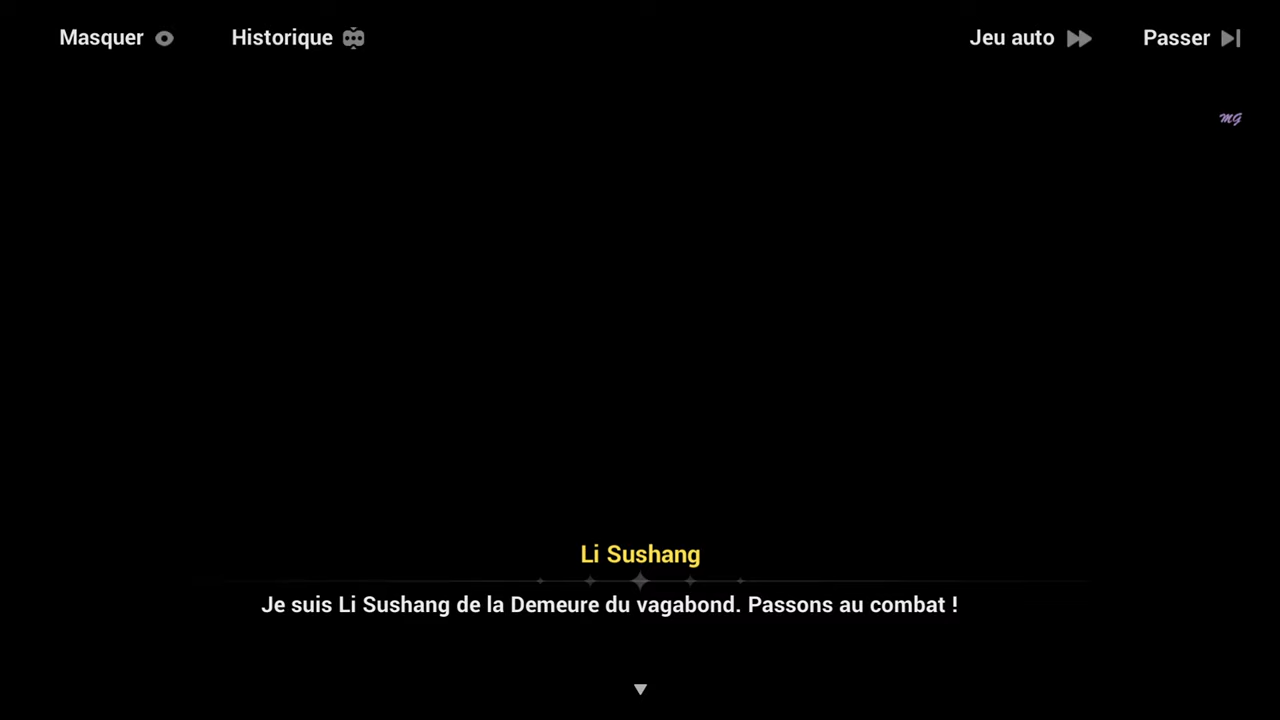 Masquer
Historique
Jeu auto
Passer
MG
Li Sushang
Je suis Li Sushang de la Demeure du vagabond. Passons au combat !